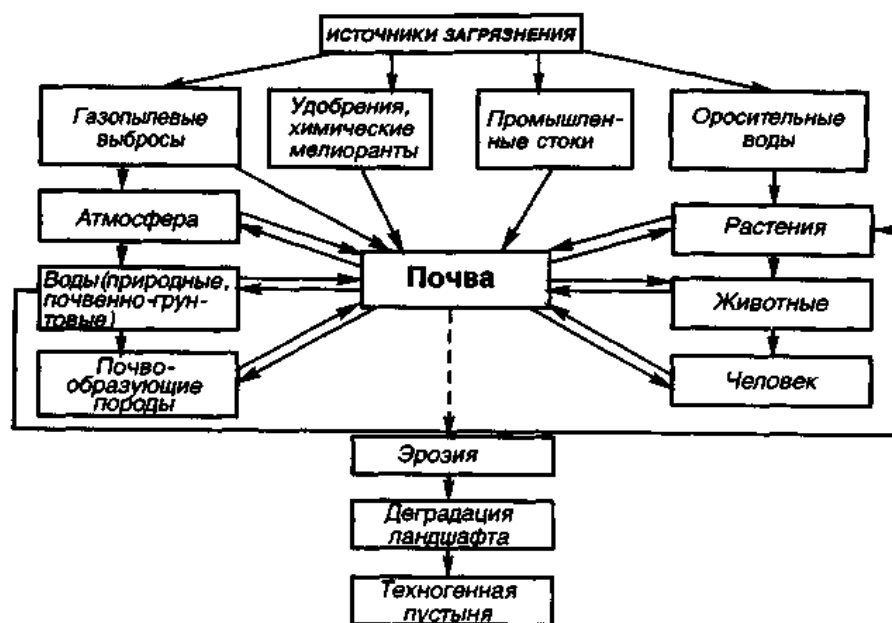 ИСТОЧНИКИ ЗАГРЯЗНЕНИЯ
Газопылевые
выбросы
Удобрения,
химические
мелиоранты
Промышлен-
ные стоки
Оросительные
воды
Атмосфера
Растения
Почва
Воды (природные,
почвенно-грун-
товые)
Животные
Почво-
образующие
породы
Человек
Эрозия
Деградация
ландшафта
Техногенная
пустыня